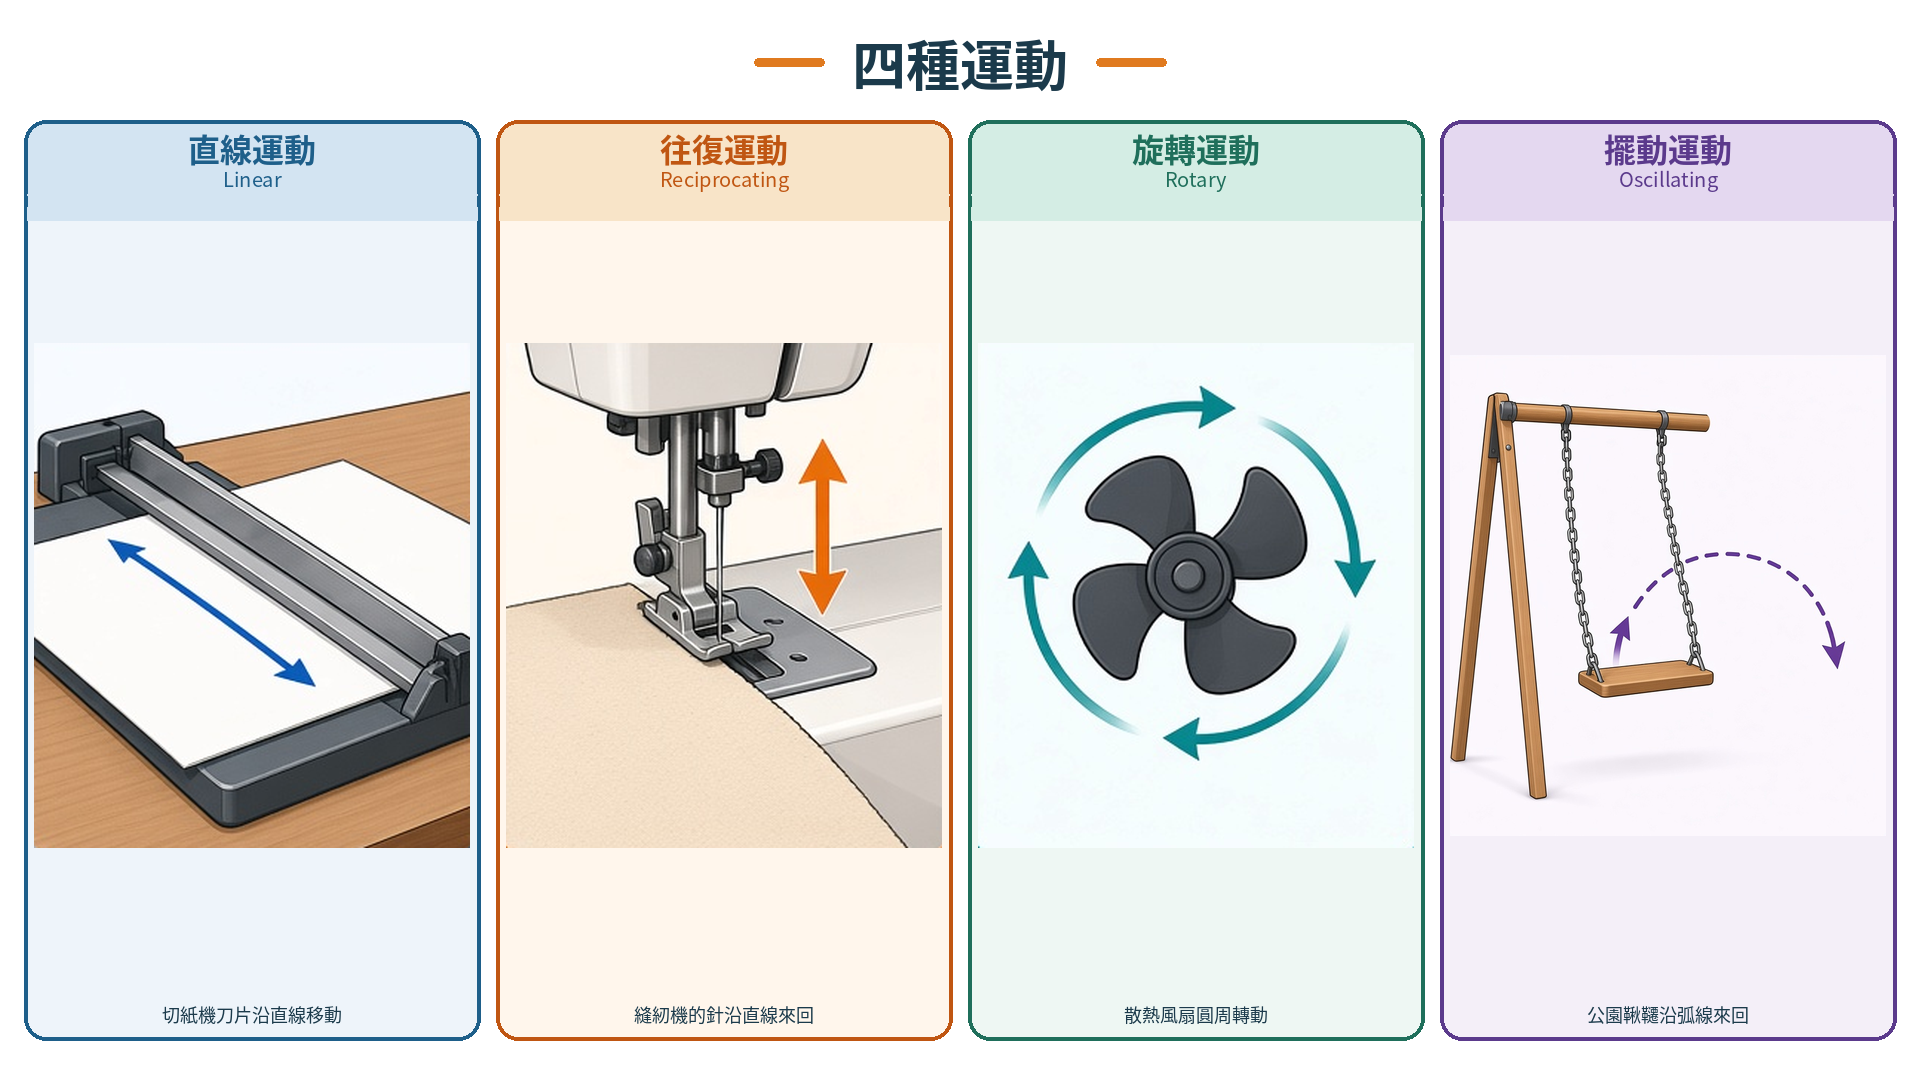 四種運動
直線運動
Linear
切紙機刀片沿直線移動
往復運動
Reciprocating
縫紉機的針沿直線來回
旋轉運動
Rotary
散熱風扇圓周轉動
擺動運動
Oscillating
公園鞦韆沿弧線來回